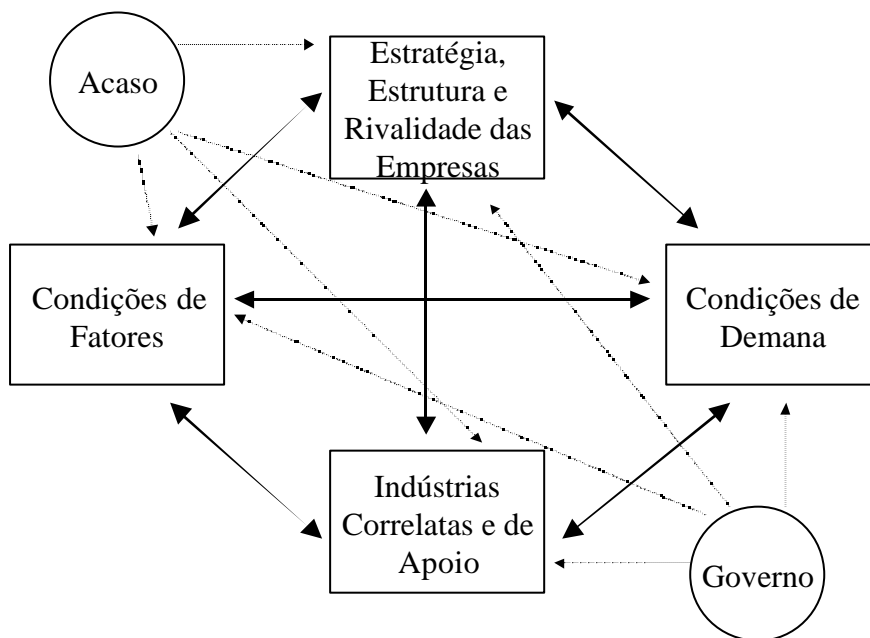 Acaso
Estratégia,
Estrutura e
Rivalidade das
Empresas
Condições de
Fatores
Condições de
Demana
Indústrias
Correlatas e de
Apoio
Governo